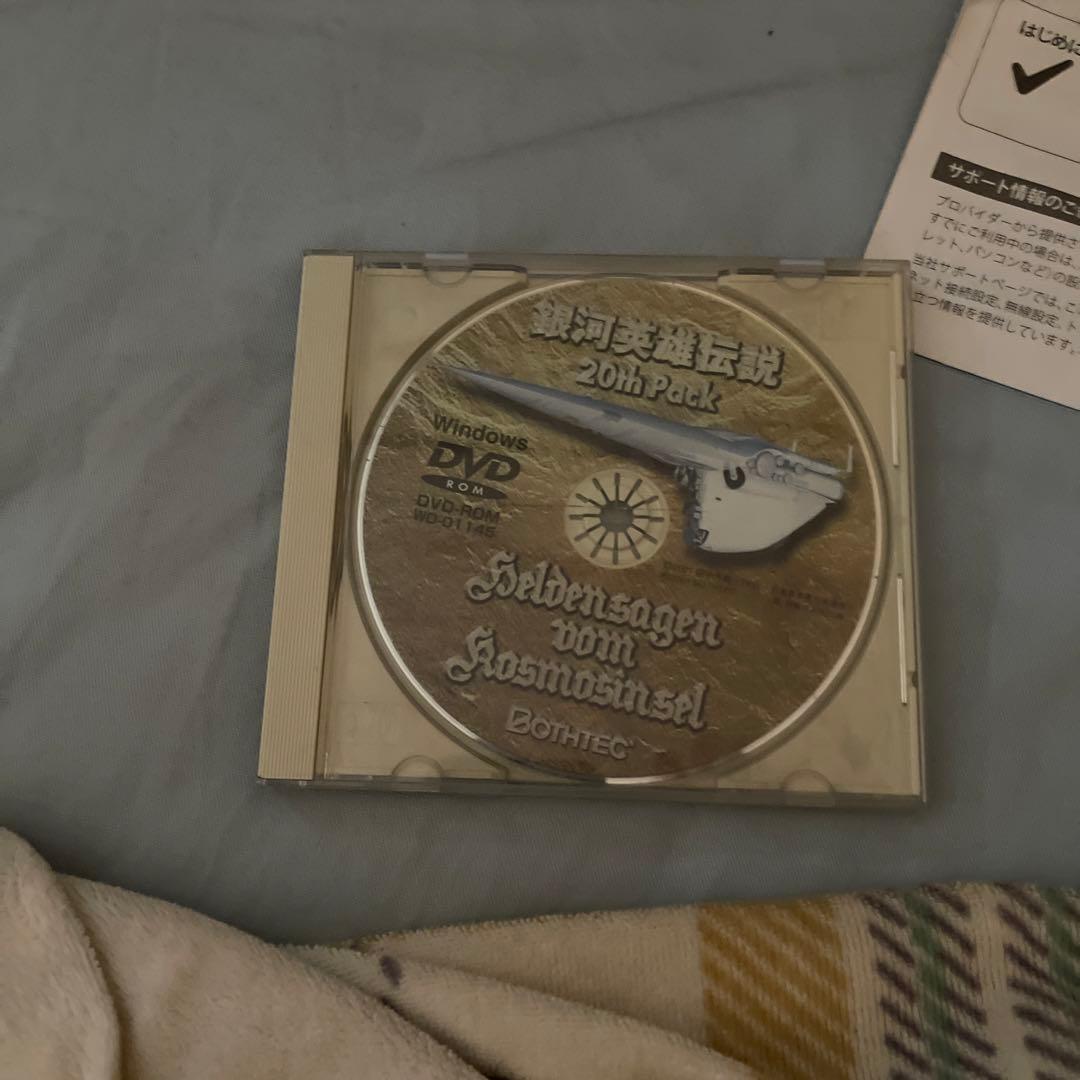 銀河英雄伝説
20th Pack
Windows
DVD
ROM
DVD-ROM
WD-D1145
Heldensagen
vom
Kosmosinsel
BOTHTEC
はじめに
サポート情報のご
プロバイダーから提供さ
すでにご利用中の場合は、
レット、パソコンなど)の設
当社サポートページでは、こ
ネット接続設定、無線設定、ト
立つ情報を提供しています。